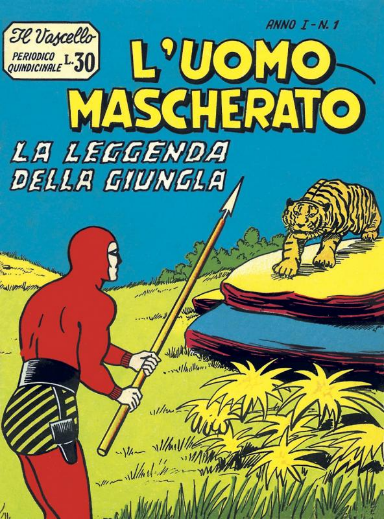 Il Vascello
PERIODICO
QUINDICINALE L.30
ANNO I - N. 1
L'UOMO
MASCHERATO
LA LEGGENDA
DELLA GIUNGLA